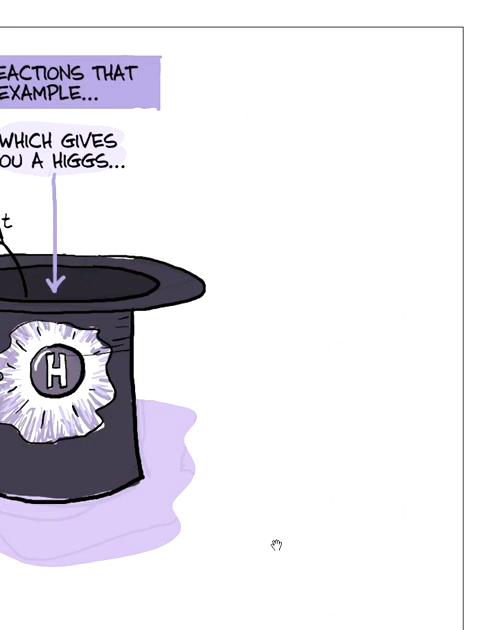 EACTIONS THAT
EXAMPLE...
WHICH GIVES
OU A HIGGS...
t
H